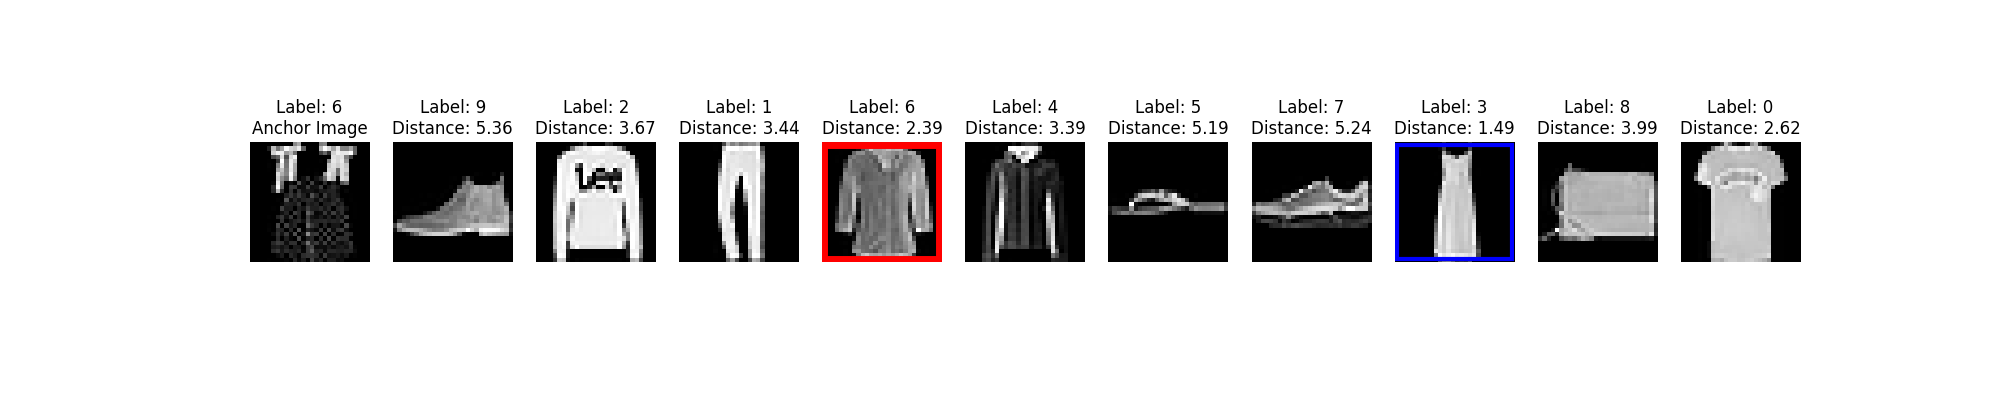 Label: 6
Anchor Image
Label: 9
Distance: 5.36
Label: 2
Distance: 3.67
Label: 1
Distance: 3.44
Label: 6
Distance: 2.39
Label: 4
Distance: 3.39
Label: 5
Distance: 5.19
Label: 7
Distance: 5.24
Label: 3
Distance: 1.49
Label: 8
Distance: 3.99
Label: 0
Distance: 2.62
Lee